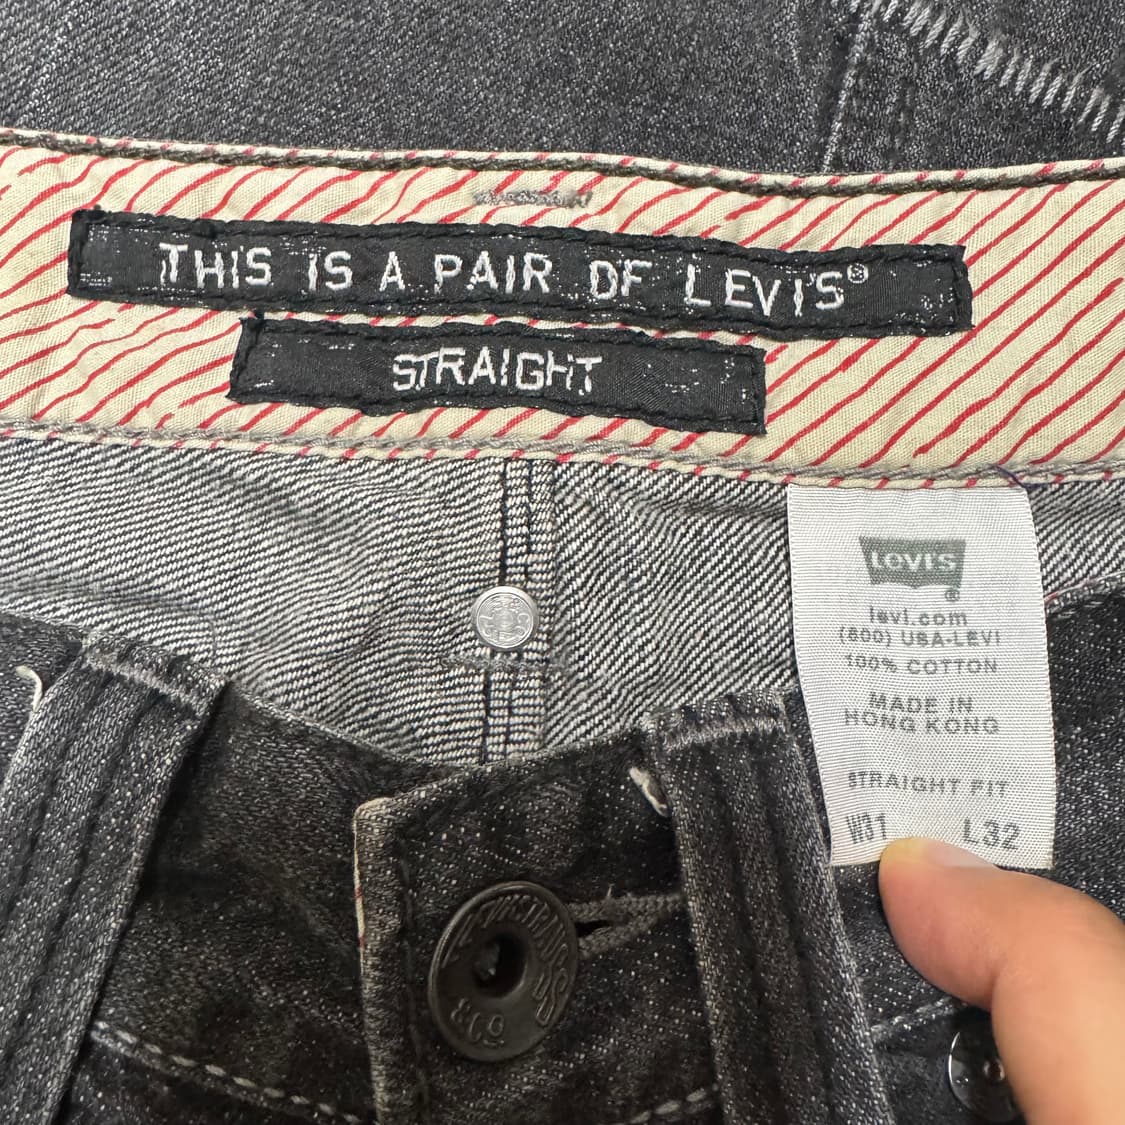 THIS IS A PAIR OF LEVI'S®
STRAIGHT
LOVI'S
levi.com
(800) USA-LEVI
100% COTTON
MADE IN
HONG KONG
STRAIGHT FIT
W31 L32